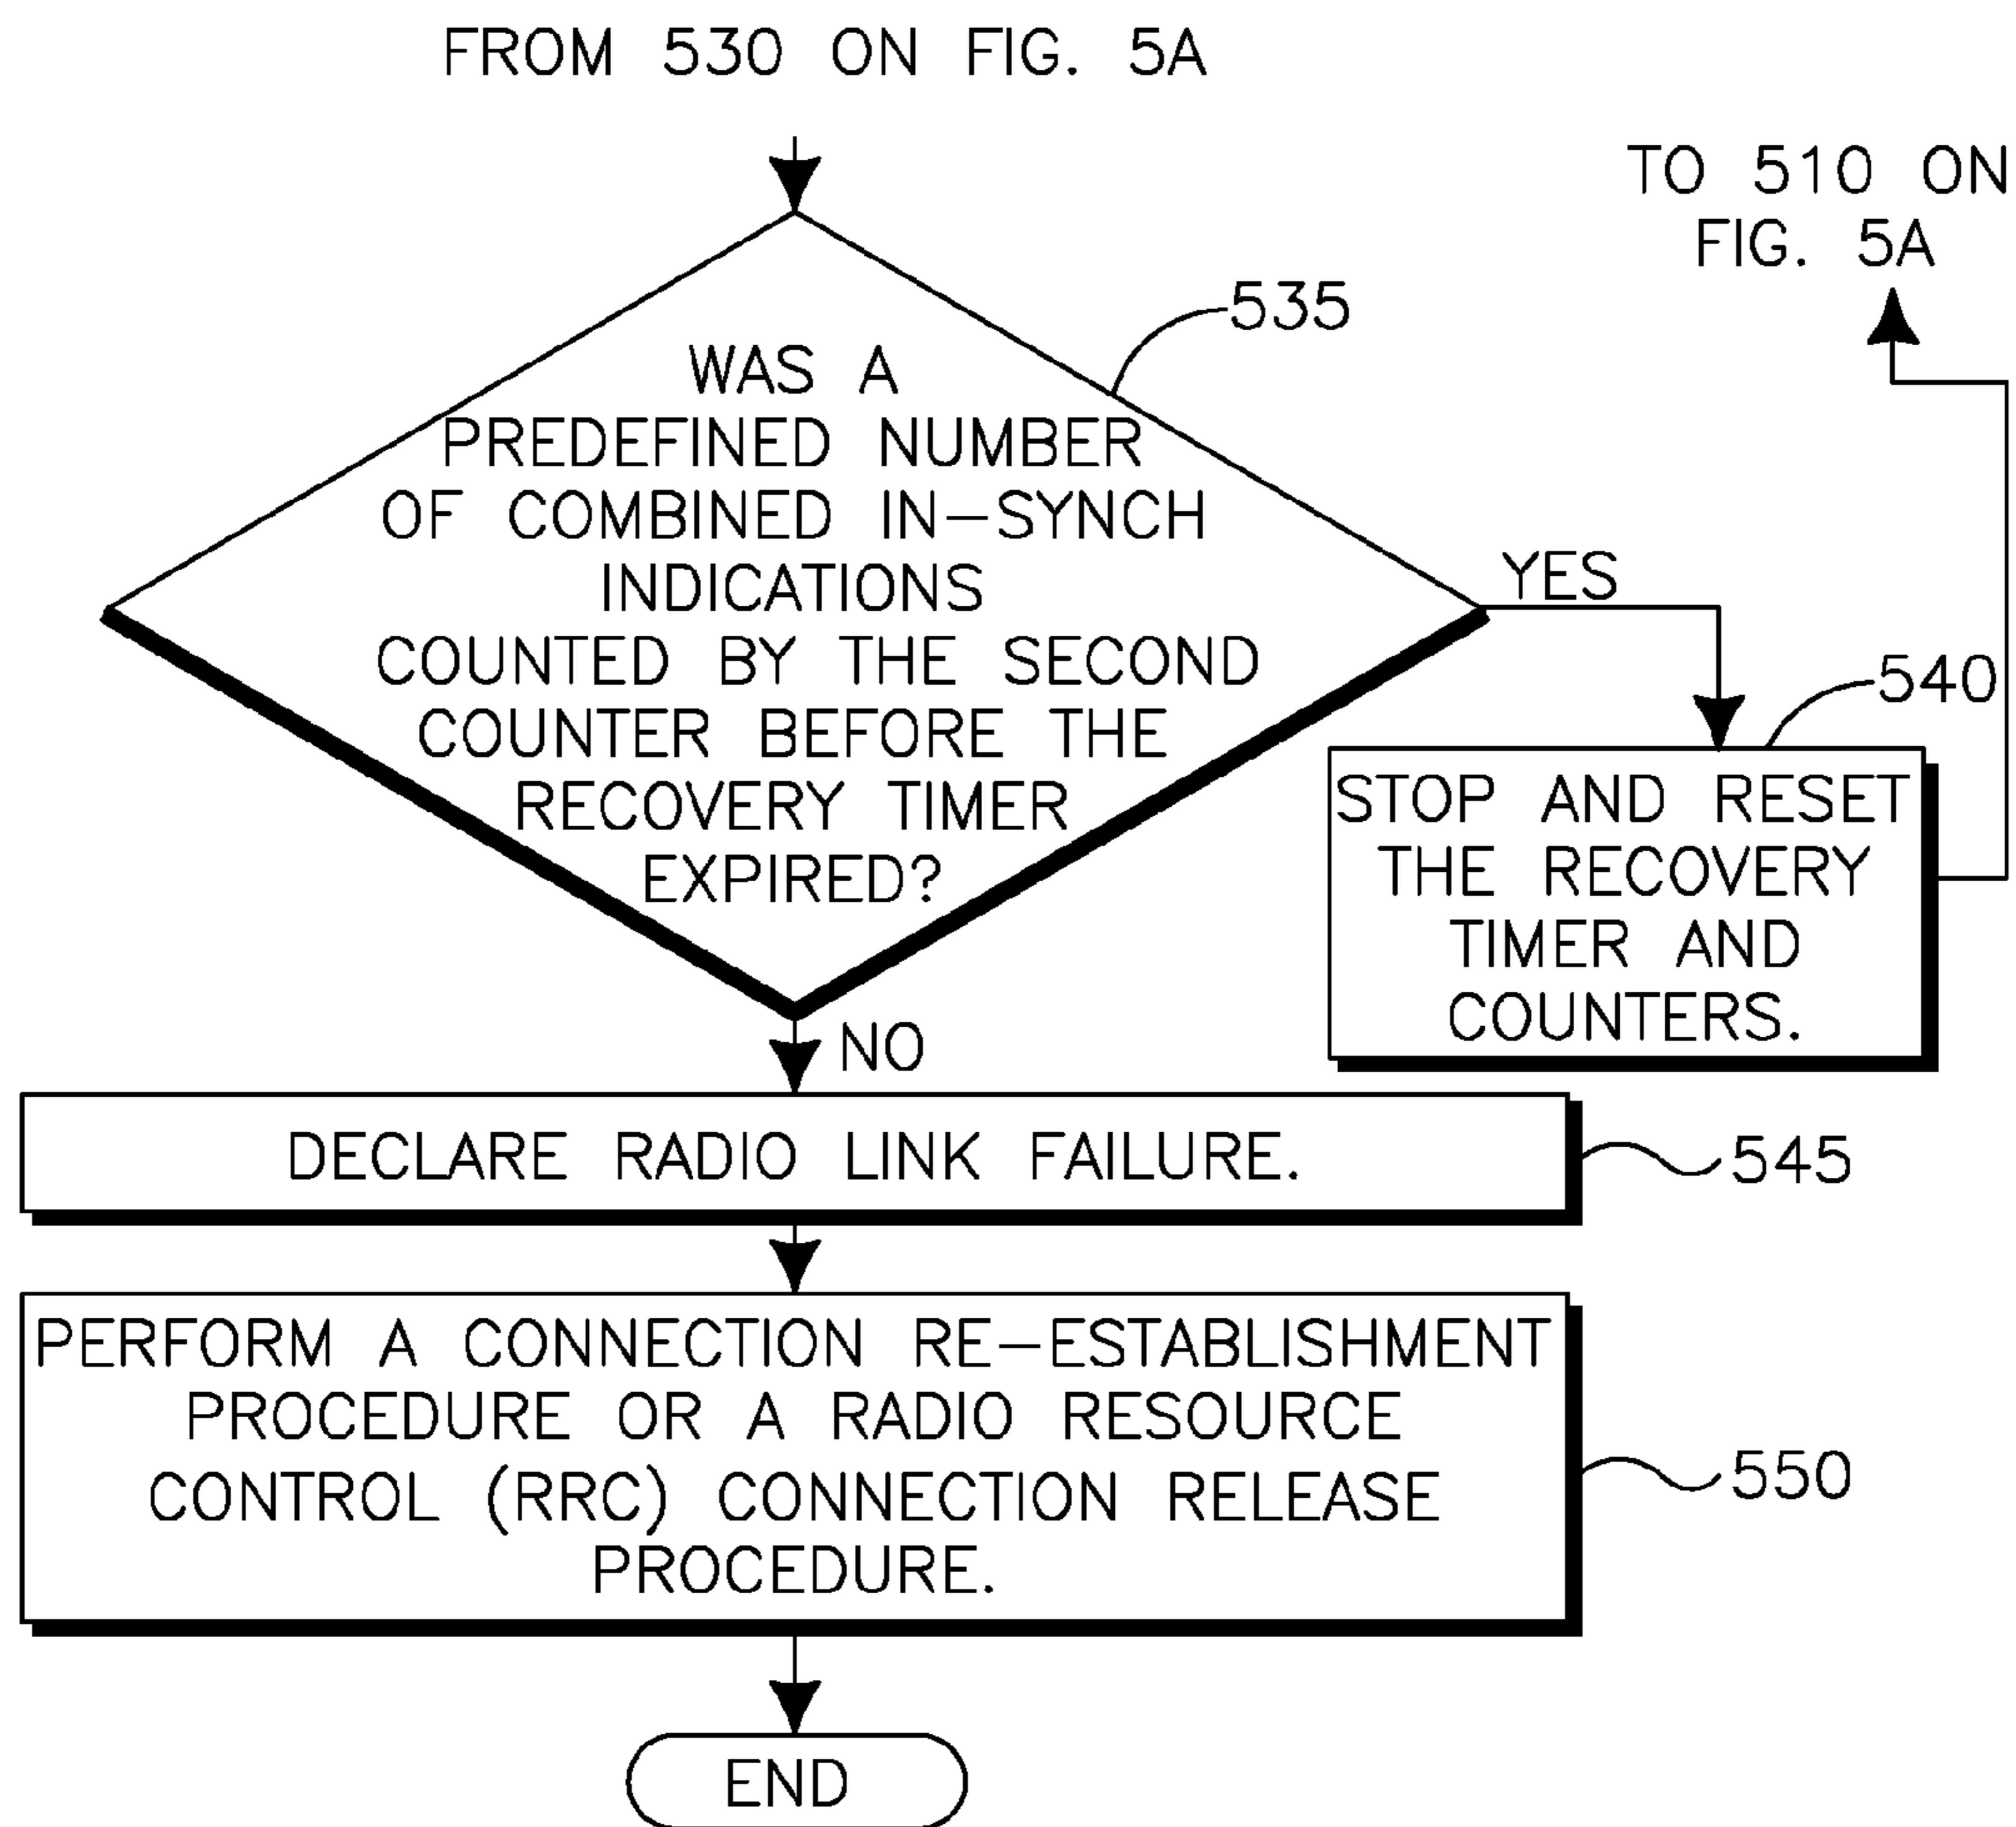 FROM 530 ON FIG. 5A
TO 510 ON
FIG. 5A
535
WAS A
PREDEFINED NUMBER
OF COMBINED IN-SYNCH
INDICATIONS
COUNTED BY THE SECOND
COUNTER BEFORE THE
RECOVERY TIMER
EXPIRED?
YES
540
STOP AND RESET
THE RECOVERY
TIMER AND
COUNTERS.
NO
DECLARE RADIO LINK FAILURE.
545
PERFORM A CONNECTION RE-ESTABLISHMENT
PROCEDURE OR A RADIO RESOURCE
CONTROL (RRC) CONNECTION RELEASE
PROCEDURE.
550
END